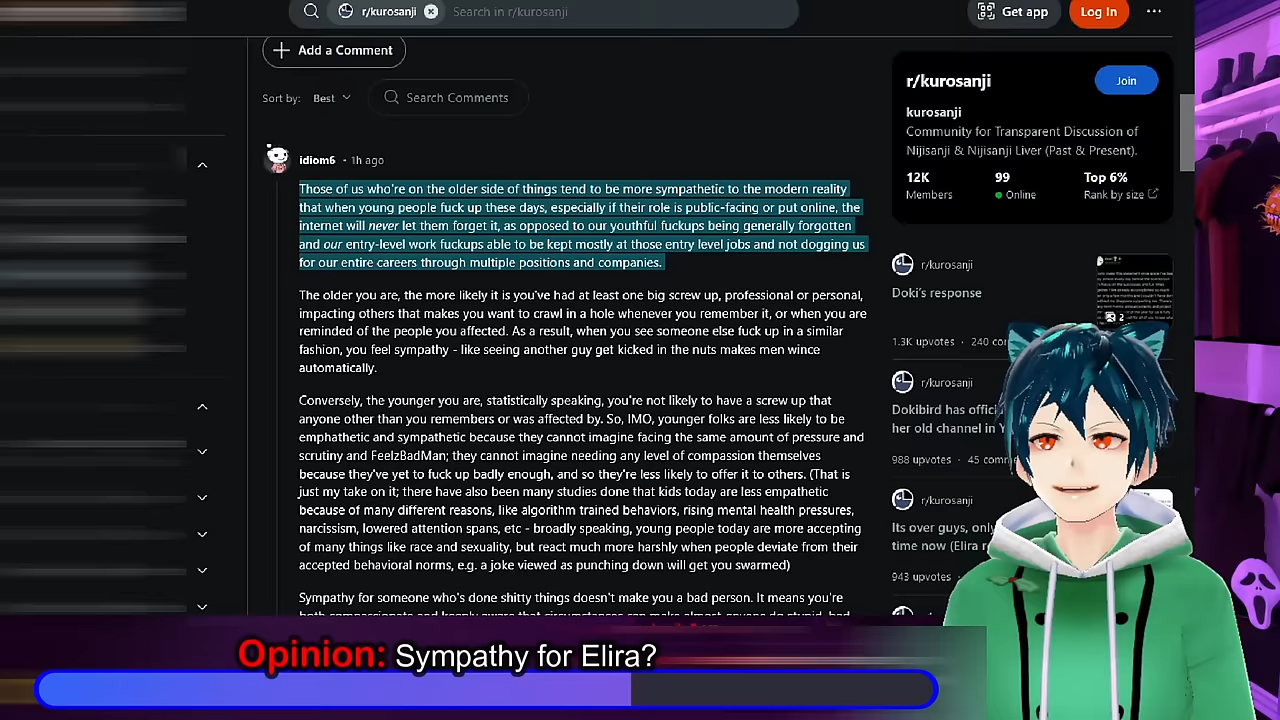 r/kurosanji
Search in r/kurosanji
Get app
Log In
Add a Comment
Sort by: Best
Search Comments
idiom6 · 1h ago
Those of us who're on the older side of things tend to be more sympathetic to the modern reality
that when young people fuck up these days, especially if their role is public-facing or put online, the
internet will never let them forget it, as opposed to our youthful fuckups being generally forgotten
and our entry-level work fuckups able to be kept mostly at those entry level jobs and not dogging us
for our entire careers through multiple positions and companies.
The older you are, the more likely it is you've had at least one big screw up, professional or personal,
impacting others that makes you want to crawl in a hole whenever you remember it, or when you are
reminded of the people affected. As a result, when you see someone else fuck up in a similar
fashion, you feel empathy - like seeing another guy get kicked in the nuts makes men wince
automatically.
Conversely, the younger you are, statistically speaking, you're not likely to have a screw up that
anyone other than you remembers or was affected by. So, IMO, younger folks are less likely to be
emphathetic and sympathetic because they cannot imagine facing the same amount of pressure and
scrutiny and FeelzBadMan; they cannot imagine needing any level of compassion themselves
because they've yet to fuck up badly enough, and so they're less likely to offer it to others. (That is
just my take on it, there have also been many studies done that kids today are less empathetic
because of many different reasons, like algorithm trained behaviors, rising mental health pressures,
narcissism, lowered attention spans, etc - broadly speaking, young people today are more accepting
of many things like race and sexuality, but react much more harshly when people deviate from their
accepted behavioral norms, e.g. a joke viewed as punching down will get you swarmed)
Sympathy for someone who's done shitty things doesn't make you a bad person. It means you're
r/kurosanji
Join
kurosanji
Community for Transparent Discussion of
Nijisanji & Nijisanji Liver (Past & Present).
12K
99
Top 6%
Members
Online
Rank by size
r/kurosanji
Doki's response
1.3K upvotes · 240 com
r/kurosanji
Dokibird has offici
her old channel in Y
988 upvotes · 45 comm
r/kurosanji
Its over guys, only
time now (Elira r
943 upvotes ·
Opinion: Sympathy for Elira?